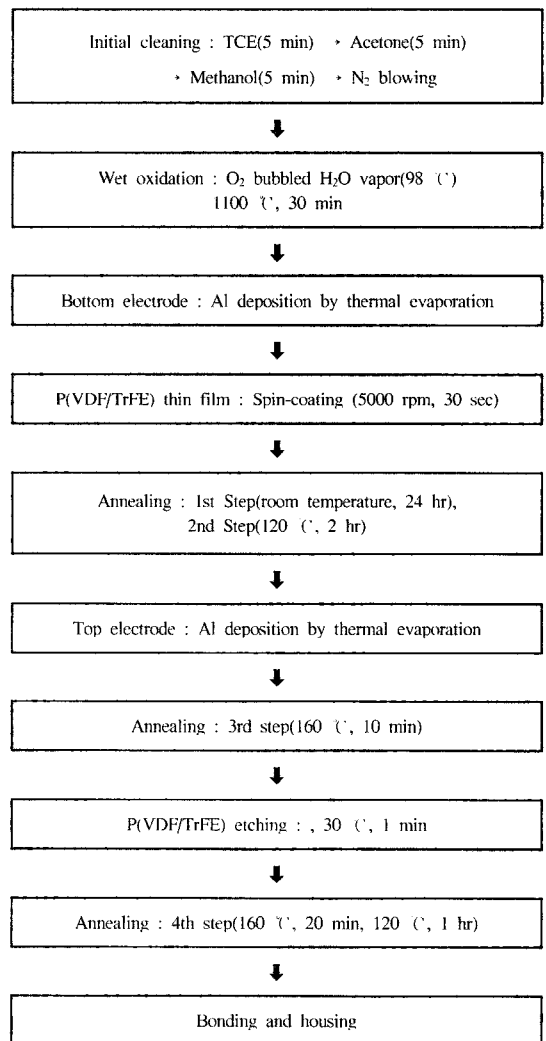 Initial cleaning : TCE(5 min) → Acetone(5 min)
→ Methanol(5 min) → N₂ blowing
Wet oxidation : O₂ bubbled H₂O vapor(98 ℃)
1100 ℃, 30 min
Bottom electrode : Al deposition by thermal evaporation
P(VDF/TrFE) thin film : Spin-coating (5000 rpm, 30 sec)
Annealing : 1st Step(room temperature, 24 hr),
2nd Step(120 ℃, 2 hr)
Top electrode : Al deposition by thermal evaporation
Annealing : 3rd step(160 ℃, 10 min)
P(VDF/TrFE) etching : , 30 ℃, 1 min
Annealing : 4th step(160 ℃, 20 min, 120 ℃, 1 hr)
Bonding and housing